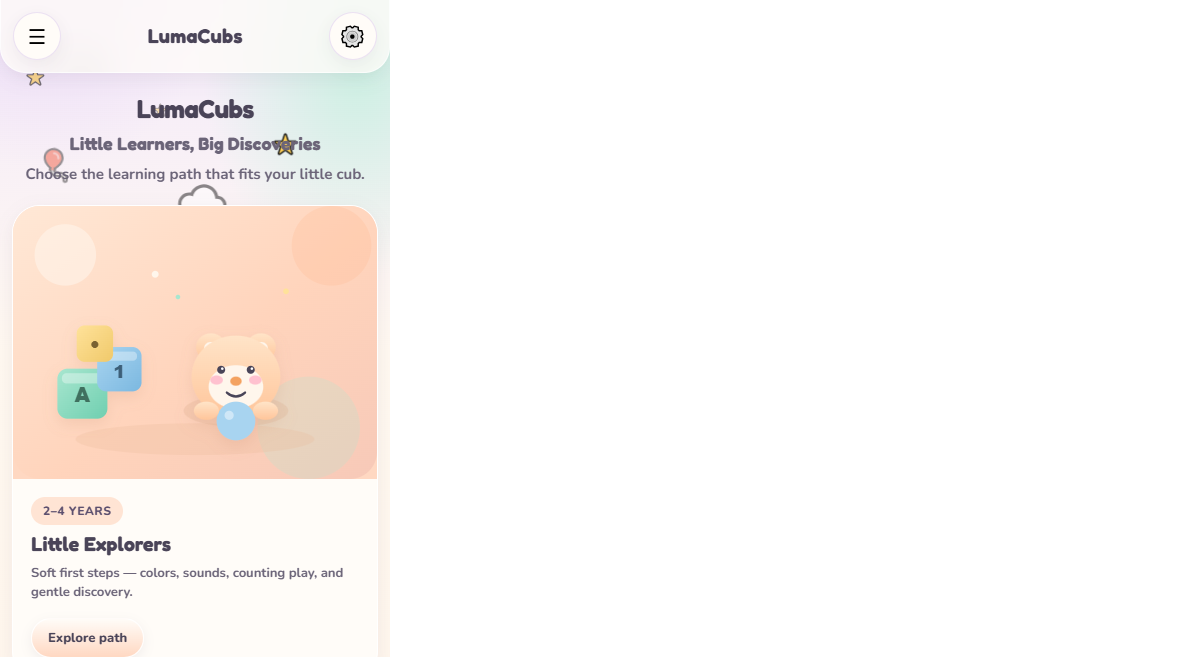 LumaCubs
LumaCubs
Little Learners, Big Discoveries
Choose the learning path that fits your little cub.
1
A
2–4 YEARS
Little Explorers
Soft first steps — colors, sounds, counting play, and
gentle discovery.
Explore path